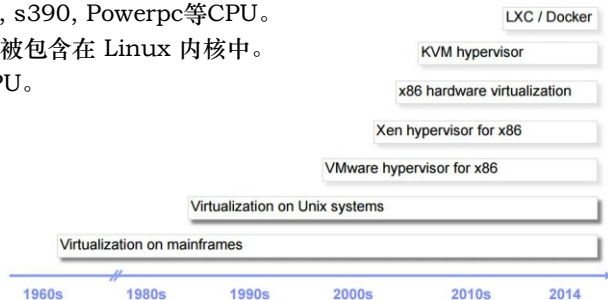 , s390, Powerpc等CPU。
被包含在 Linux 内核中。
PU。
LXC / Docker
KVM hypervisor
x86 hardware virtualization
Xen hypervisor for x86
VMware hypervisor for x86
Virtualization on Unix systems
Virtualization on mainframes
1960s 1980s 1990s 2000s 2010s 2014